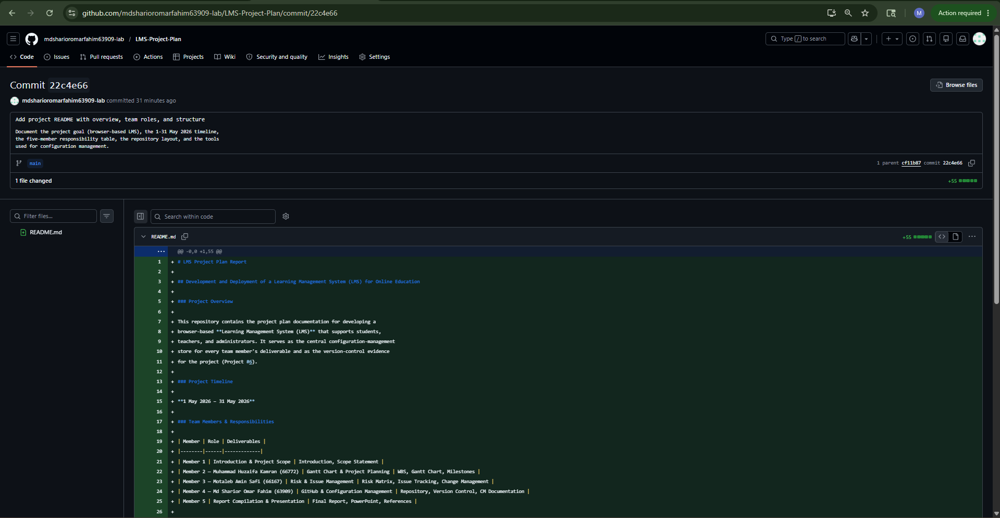 github.com/mdsharioromarfahim63909-lab/LMS-Project-Plan/commit/22c4e66
M
Action required
mdsharioromarfahim63909-lab / LMS-Project-Plan
Type / to search
Code
Issues
Pull requests
Actions
Projects
Wiki
Security and quality
Insights
Settings
Commit 22c4e66
Browse files
mdsharioromarfahim63909-lab committed 31 minutes ago
Add project README with overview, team roles, and structure
Document the project goal (browser-based LMS), the 1-31 May 2026 timeline,
the five-member responsibility table, the repository layout, and the tools
used for configuration management.
main
1 parent cf11b87 commit 22c4e66
1 file changed
+55
Filter files...
Search within code
README.md
README.md
+55
@@ -0,0 +1,55 @@
1 + # LMS Project Plan Report
2 +
3 + ## Development and Deployment of a Learning Management System (LMS) for Online Education
4 +
5 + ### Project Overview
6 +
7 + This repository contains the project plan documentation for developing a
8 + browser-based **Learning Management System (LMS)** that supports students,
9 + teachers, and administrators. It serves as the central configuration-management
10 + store for every team member's deliverable and as the version-control evidence
11 + for the project (Project #6).
12 +
13 + ### Project Timeline
14 +
15 + **1 May 2026 – 31 May 2026**
16 +
17 + ### Team Members & Responsibilities
18 +
19 + | Member | Role | Deliverables |
20 + |--------|------|-------------|
21 + | Member 1 | Introduction & Project Scope | Introduction, Scope Statement |
22 + | Member 2 — Muhammad Huzaifa Kamran (66772) | Gantt Chart & Project Planning | WBS, Gantt Chart, Milestones |
23 + | Member 3 — Motaleb Amin Safi (66167) | Risk & Issue Management | Risk Matrix, Issue Tracking, Change Management |
24 + | Member 4 — Md Sharior Omar Fahim (63909) | GitHub & Configuration Management | Repository, Version Control, CM Documentation |
25 + | Member 5 | Report Compilation & Presentation | Final Report, PowerPoint, References |
26 +